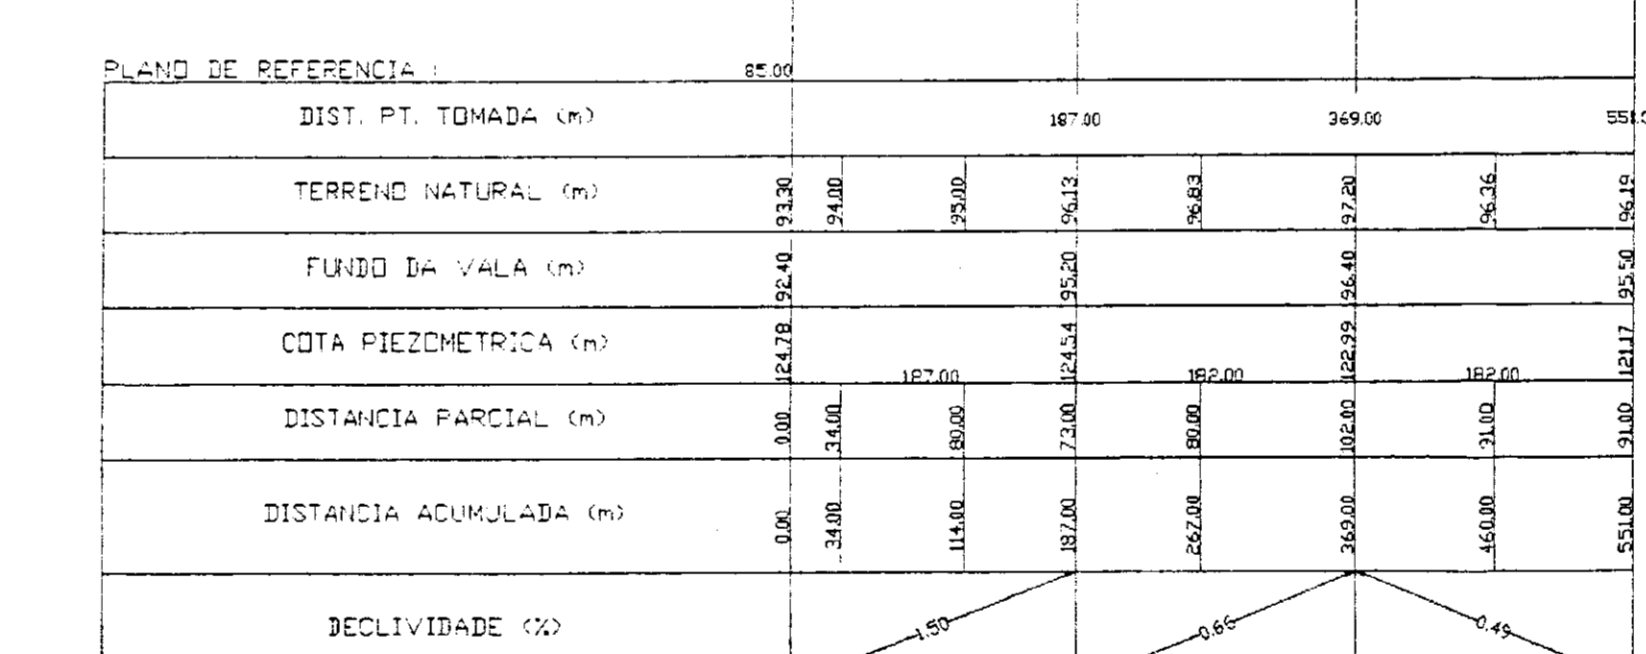 PLANO DE REFERENCIA : 85.00
DIST. PT. TOMADA (m) 187.00 369.00
TERRENO NATURAL (m) 93.30 94.00 95.00 96.13 96.83 97.20 96.36 96.19
FUNDO DA VALA (m) 92.40 95.20 96.40 95.50
COTA PIEZOMETRICA (m) 124.78 124.54 122.99 121.17
187.00 182.00 182.00
DISTANCIA PARCIAL (m) 0.00 34.00 80.00 73.00 80.00 102.00 91.00 91.00
DISTANCIA ACUMULADA (m) 0.00 34.00 114.00 187.00 267.00 369.00 460.00 551.00
DECLIVIDADE (%) 1.50 0.66 0.49